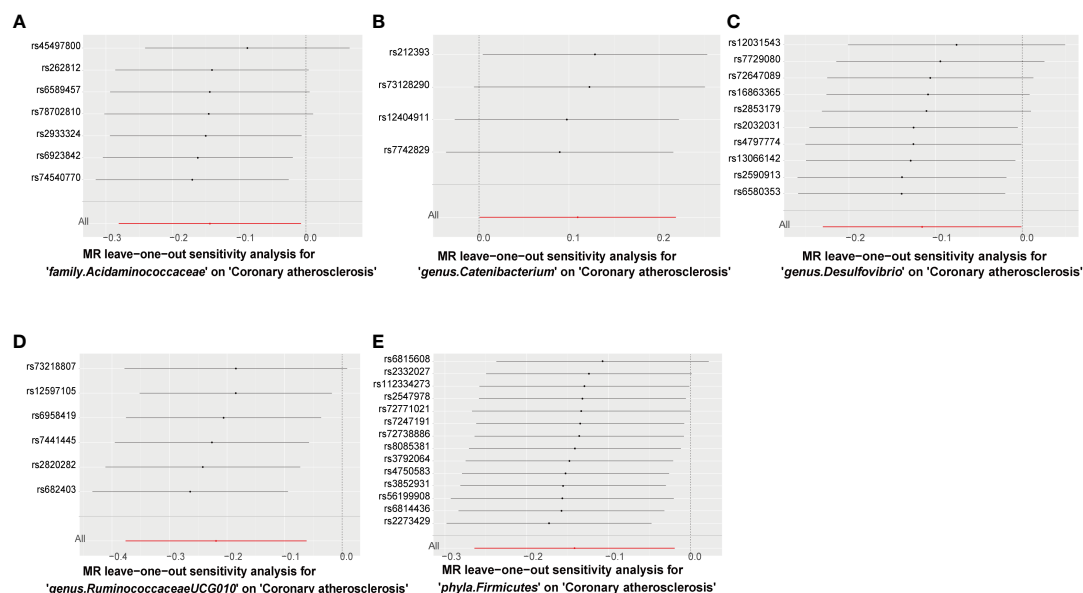 A
rs45497800
rs262812
rs6589457
rs78702810
rs2933324
rs6923842
rs74540770
All
−0.3 −0.2 −0.1 0.0
MR leave−one−out sensitivity analysis for
'family.Acidaminococcaceae' on 'Coronary atherosclerosis'
B
rs212393
rs73128290
rs12404911
rs7742829
All
0.0 0.1 0.2
MR leave−one−out sensitivity analysis for
'genus.Catenibacterium' on 'Coronary atherosclerosis'
C
rs12031543
rs7729080
rs72647089
rs16863365
rs2853179
rs2032031
rs4797774
rs13066142
rs2590913
rs6580353
All
−0.2 −0.1 0.0
MR leave−one−out sensitivity analysis for
'genus.Desulfovibrio' on 'Coronary atherosclerosis'
D
rs73218807
rs12597105
rs6958419
rs7441445
rs2820282
rs682403
All
−0.4 −0.3 −0.2 −0.1 0.0
MR leave−one−out sensitivity analysis for
'genus.RuminococcaceaeUCG010' on 'Coronary atherosclerosis'
E
rs6815608
rs2332027
rs112334273
rs2547978
rs72771021
rs7247191
rs72738886
rs8085381
rs3792064
rs4750583
rs3852931
rs56199908
rs6814436
rs2273429
All
−0.3 −0.2 −0.1 0.0
MR leave−one−out sensitivity analysis for
'phyla.Firmicutes' on 'Coronary atherosclerosis'